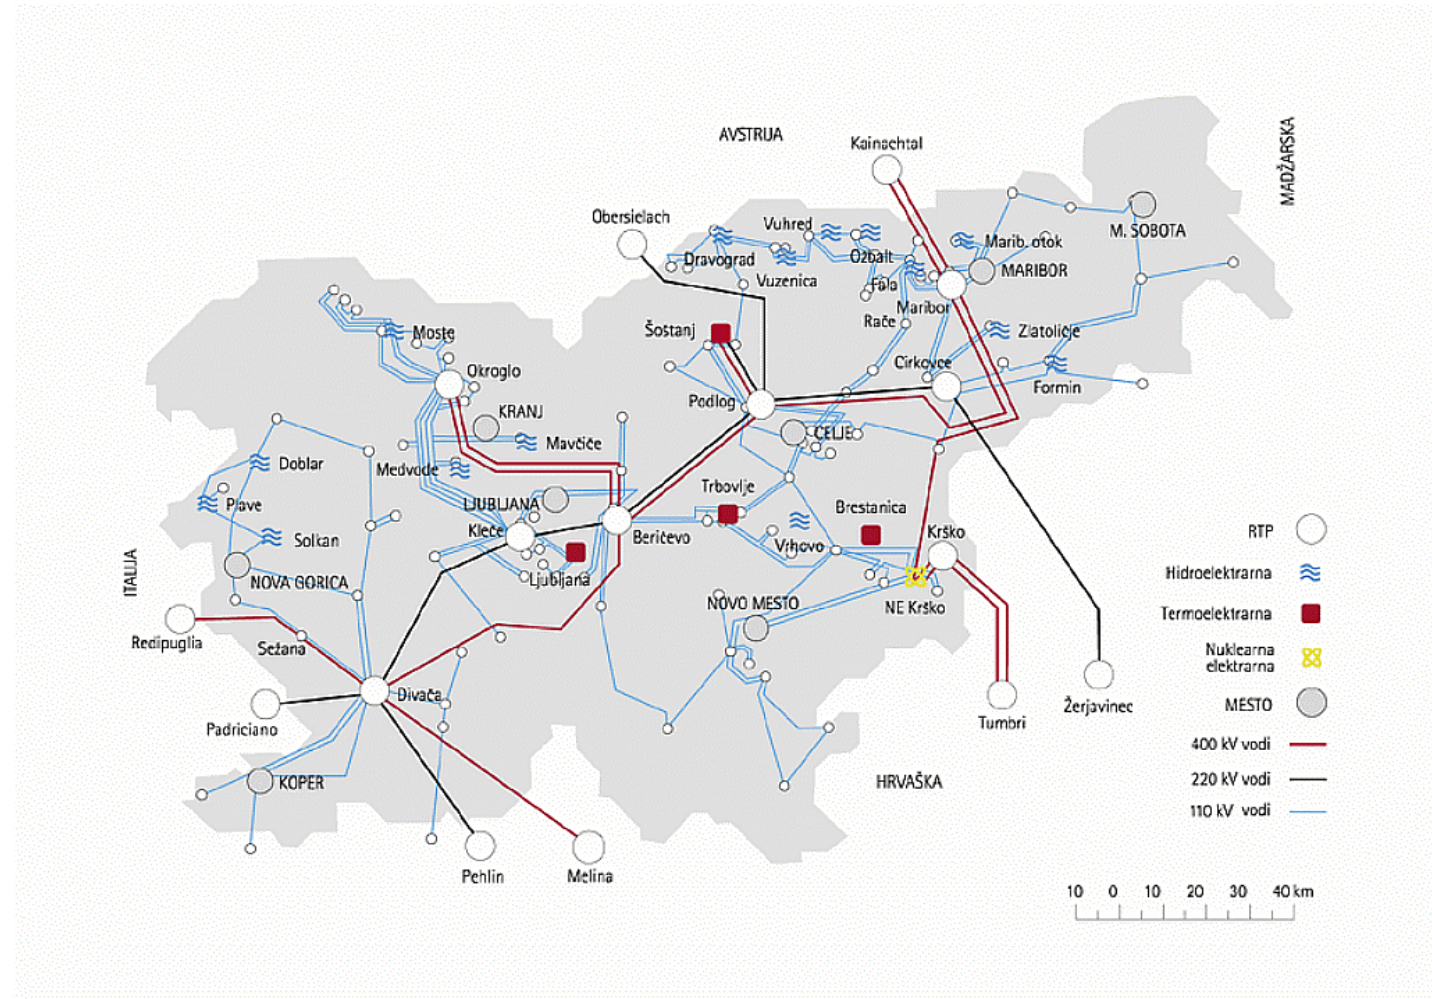 AVSTRIJA
MADŽARSKA
Kainachtal
Obersielach
Vuhred
Dravograd
Vuzenica
Ožbalt
Fala
Marib. otok
M. SOBOTA
MARIBOR
Maribor
Rače
Zlatoličje
Šoštanj
Moste
Cirkovce
Formin
Okroglo
Podlog
KRANJ
CELJE
Mavčiče
Medvode
Doblar
Plave
Solkan
LJUBLJANA
Kleče
Beričevo
Trbovlje
Brestanica
Krško
Vrhovo
Ljubljana
NE Krško
NOVO MESTO
ITALIJA
NOVA GORICA
Redipuglia
Sežana
Divača
Padriciano
KOPER
Pehlin
Melina
Tumbri
Žerjavinec
HRVAŠKA
RTP
Hidroelektrarna
Termoelektrarna
Nuklearna
elektrarna
MESTO
400 kV vodi
220 kV vodi
110 kV vodi
10 0 10 20 30 40 km